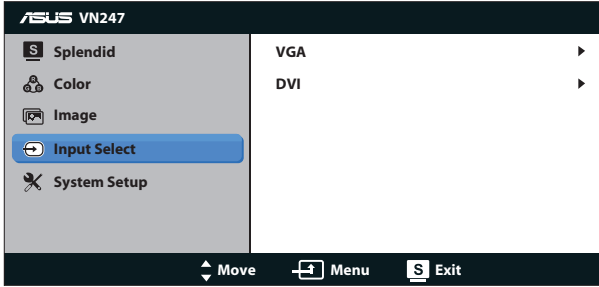 ASUS VN247
S Splendid
Color
Image
Input Select
System Setup
VGA
DVI
Move Menu S Exit